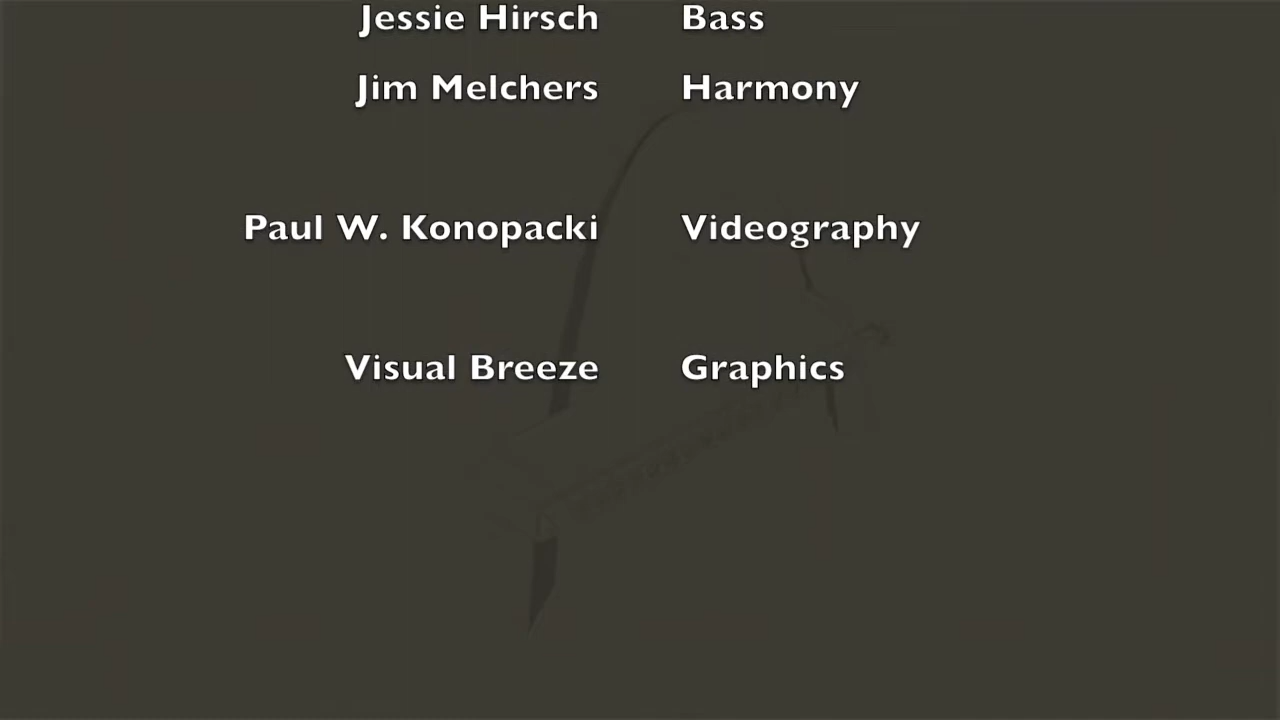 Jessie Hirsch Bass
Jim Melchers Harmony
Paul W. Konopacki Videography
Visual Breeze Graphics